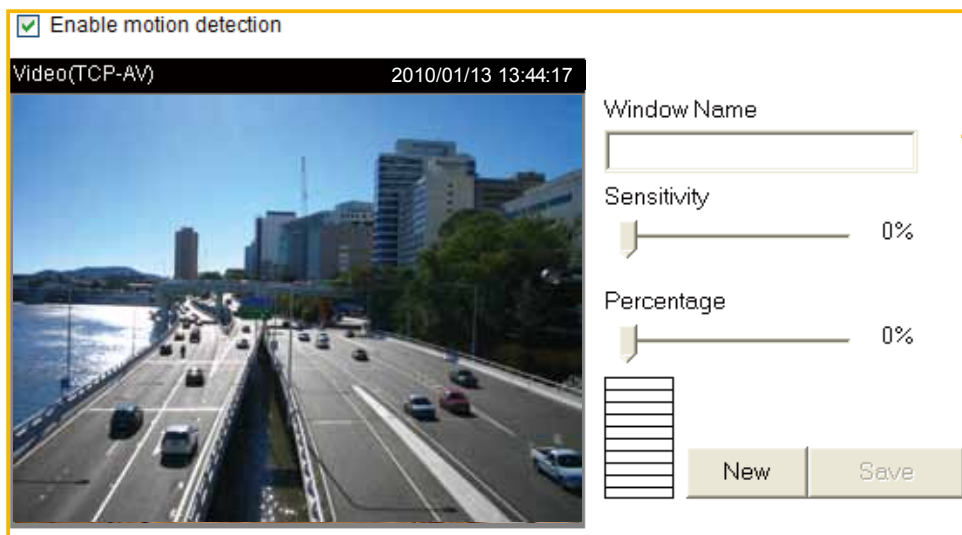 Enable motion detection
Video(TCP-AV) 2010/01/13 13:44:17
Window Name
Sensitivity
0%
Percentage
0%
New Save